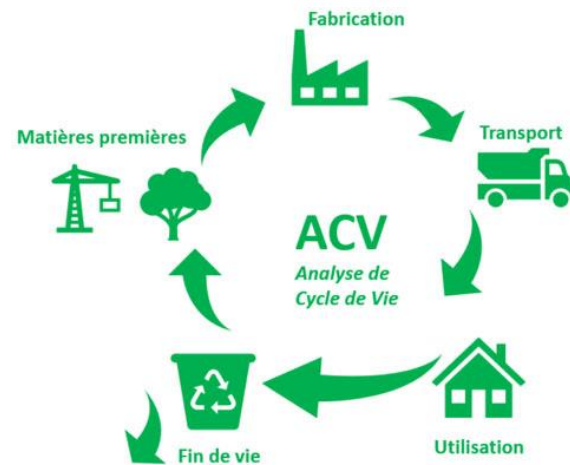 Fabrication
Matières premières
Transport
ACV
Analyse de
Cycle de Vie
Fin de vie
Utilisation